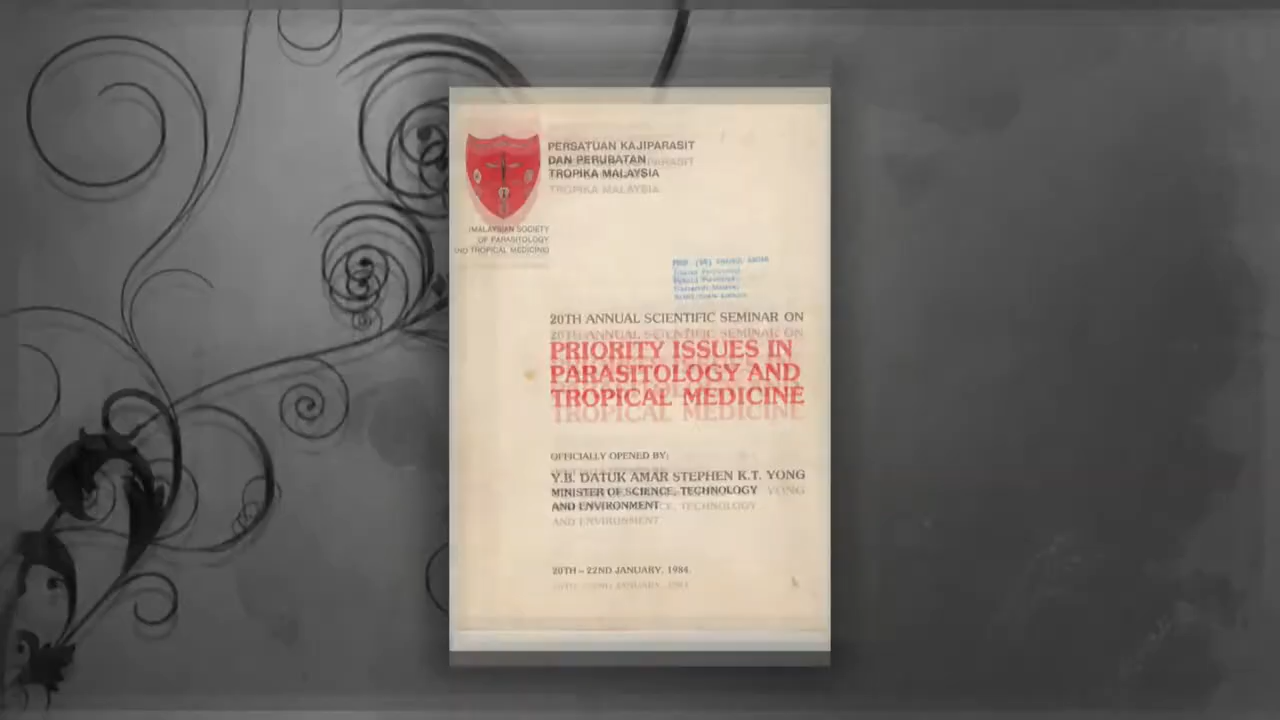 PERSATUAN KAJIPARASIT
DAN PERUBATAN
TROPIKA MALAYSIA
(MALAYSIAN SOCIETY
OF PARASITOLOGY
AND TROPICAL MEDICINE)
20TH ANNUAL SCIENTIFIC SEMINAR ON
PRIORITY ISSUES IN
PARASITOLOGY AND
TROPICAL MEDICINE
OFFICIALLY OPENED BY:
Y.B. DATUK AMAR STEPHEN K.T. YONG
MINISTER OF SCIENCE, TECHNOLOGY
AND ENVIRONMENT
20TH – 22ND JANUARY, 1984